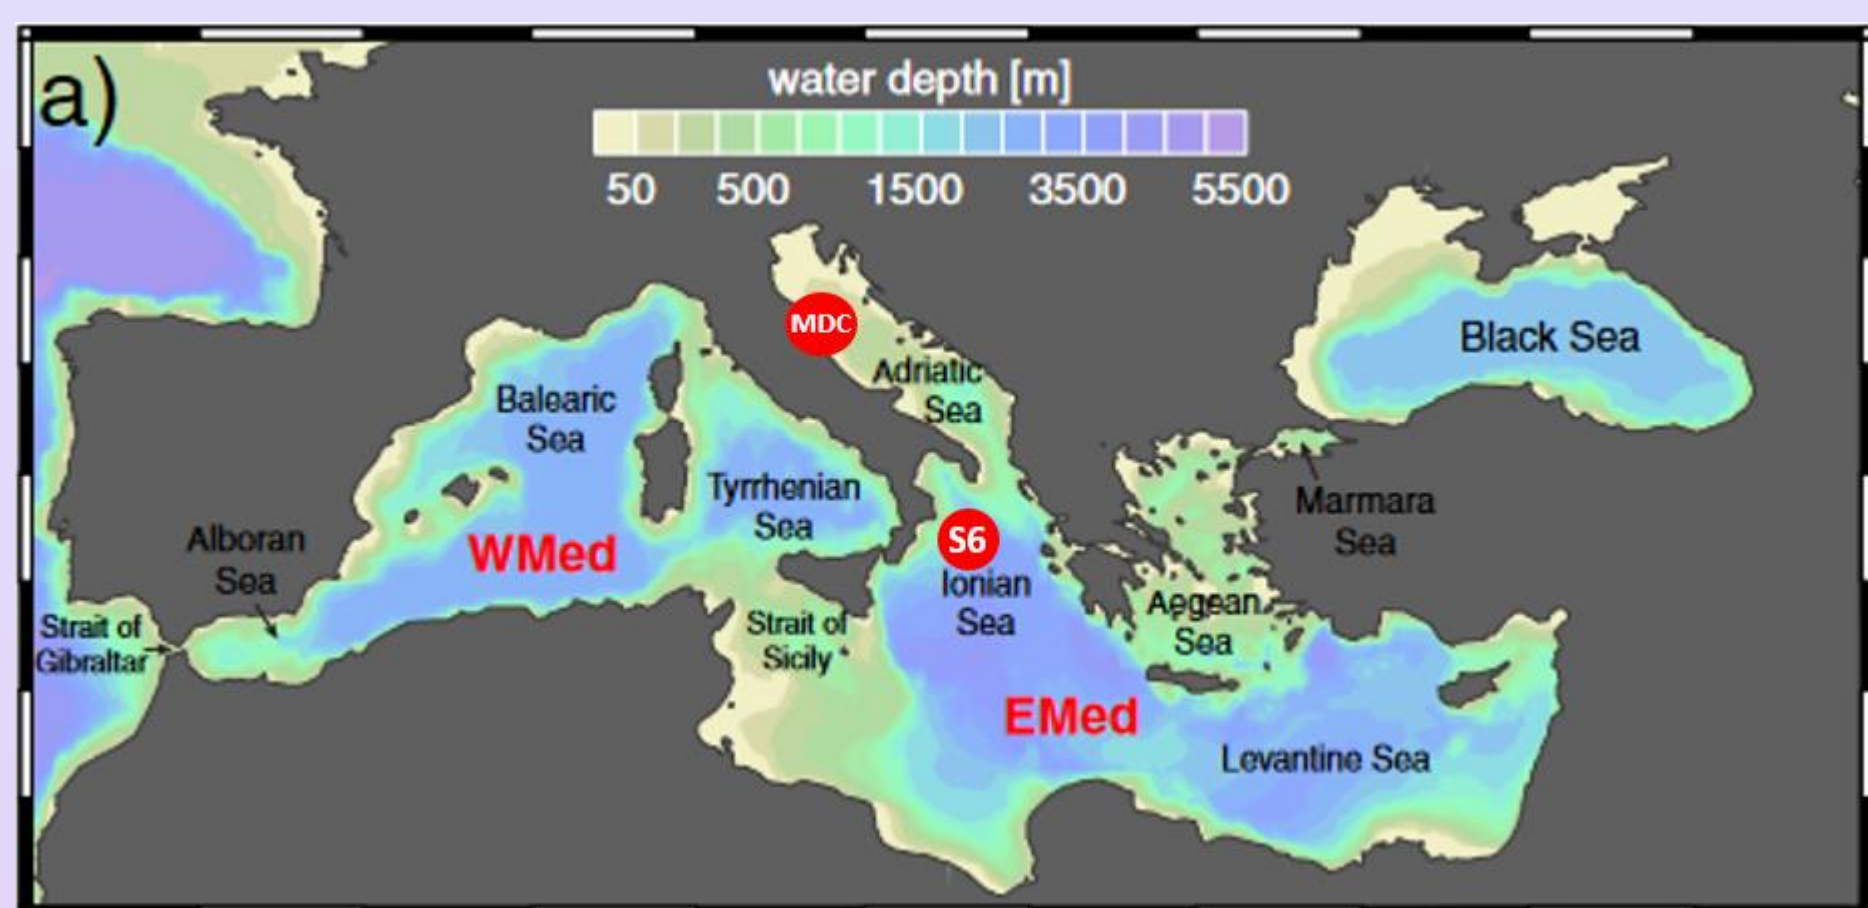 a)
water depth [m]
50 500 1500 3500 5500
MDC
Adriatic
Sea
Black Sea
Balearic
Sea
Tyrrhenian
Sea
Marmara
Sea
Alboran
Sea
WMed
S6
Ionian
Sea
Aegean
Sea
Strait of
Gibraltar
Strait of
Sicily
EMed
Levantine Sea